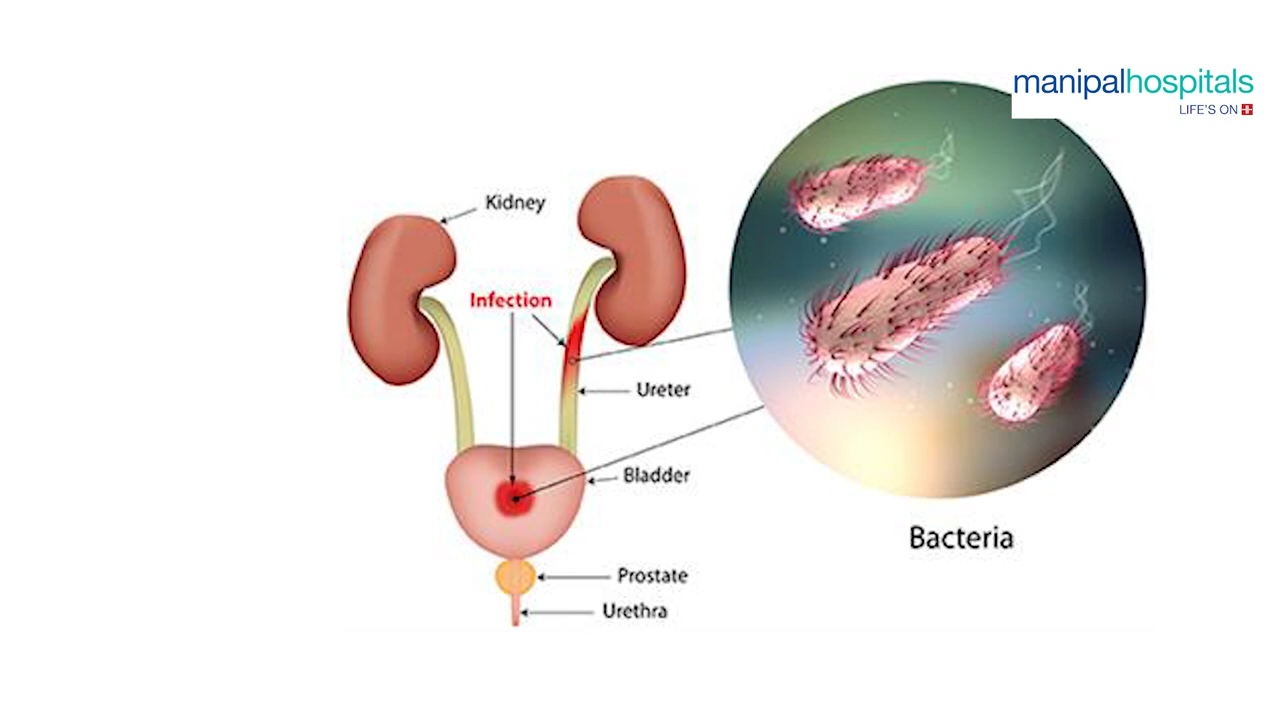 manipalhospitals
LIFE'S ON
Kidney
Infection
Ureter
Bladder
Bacteria
Prostate
Urethra